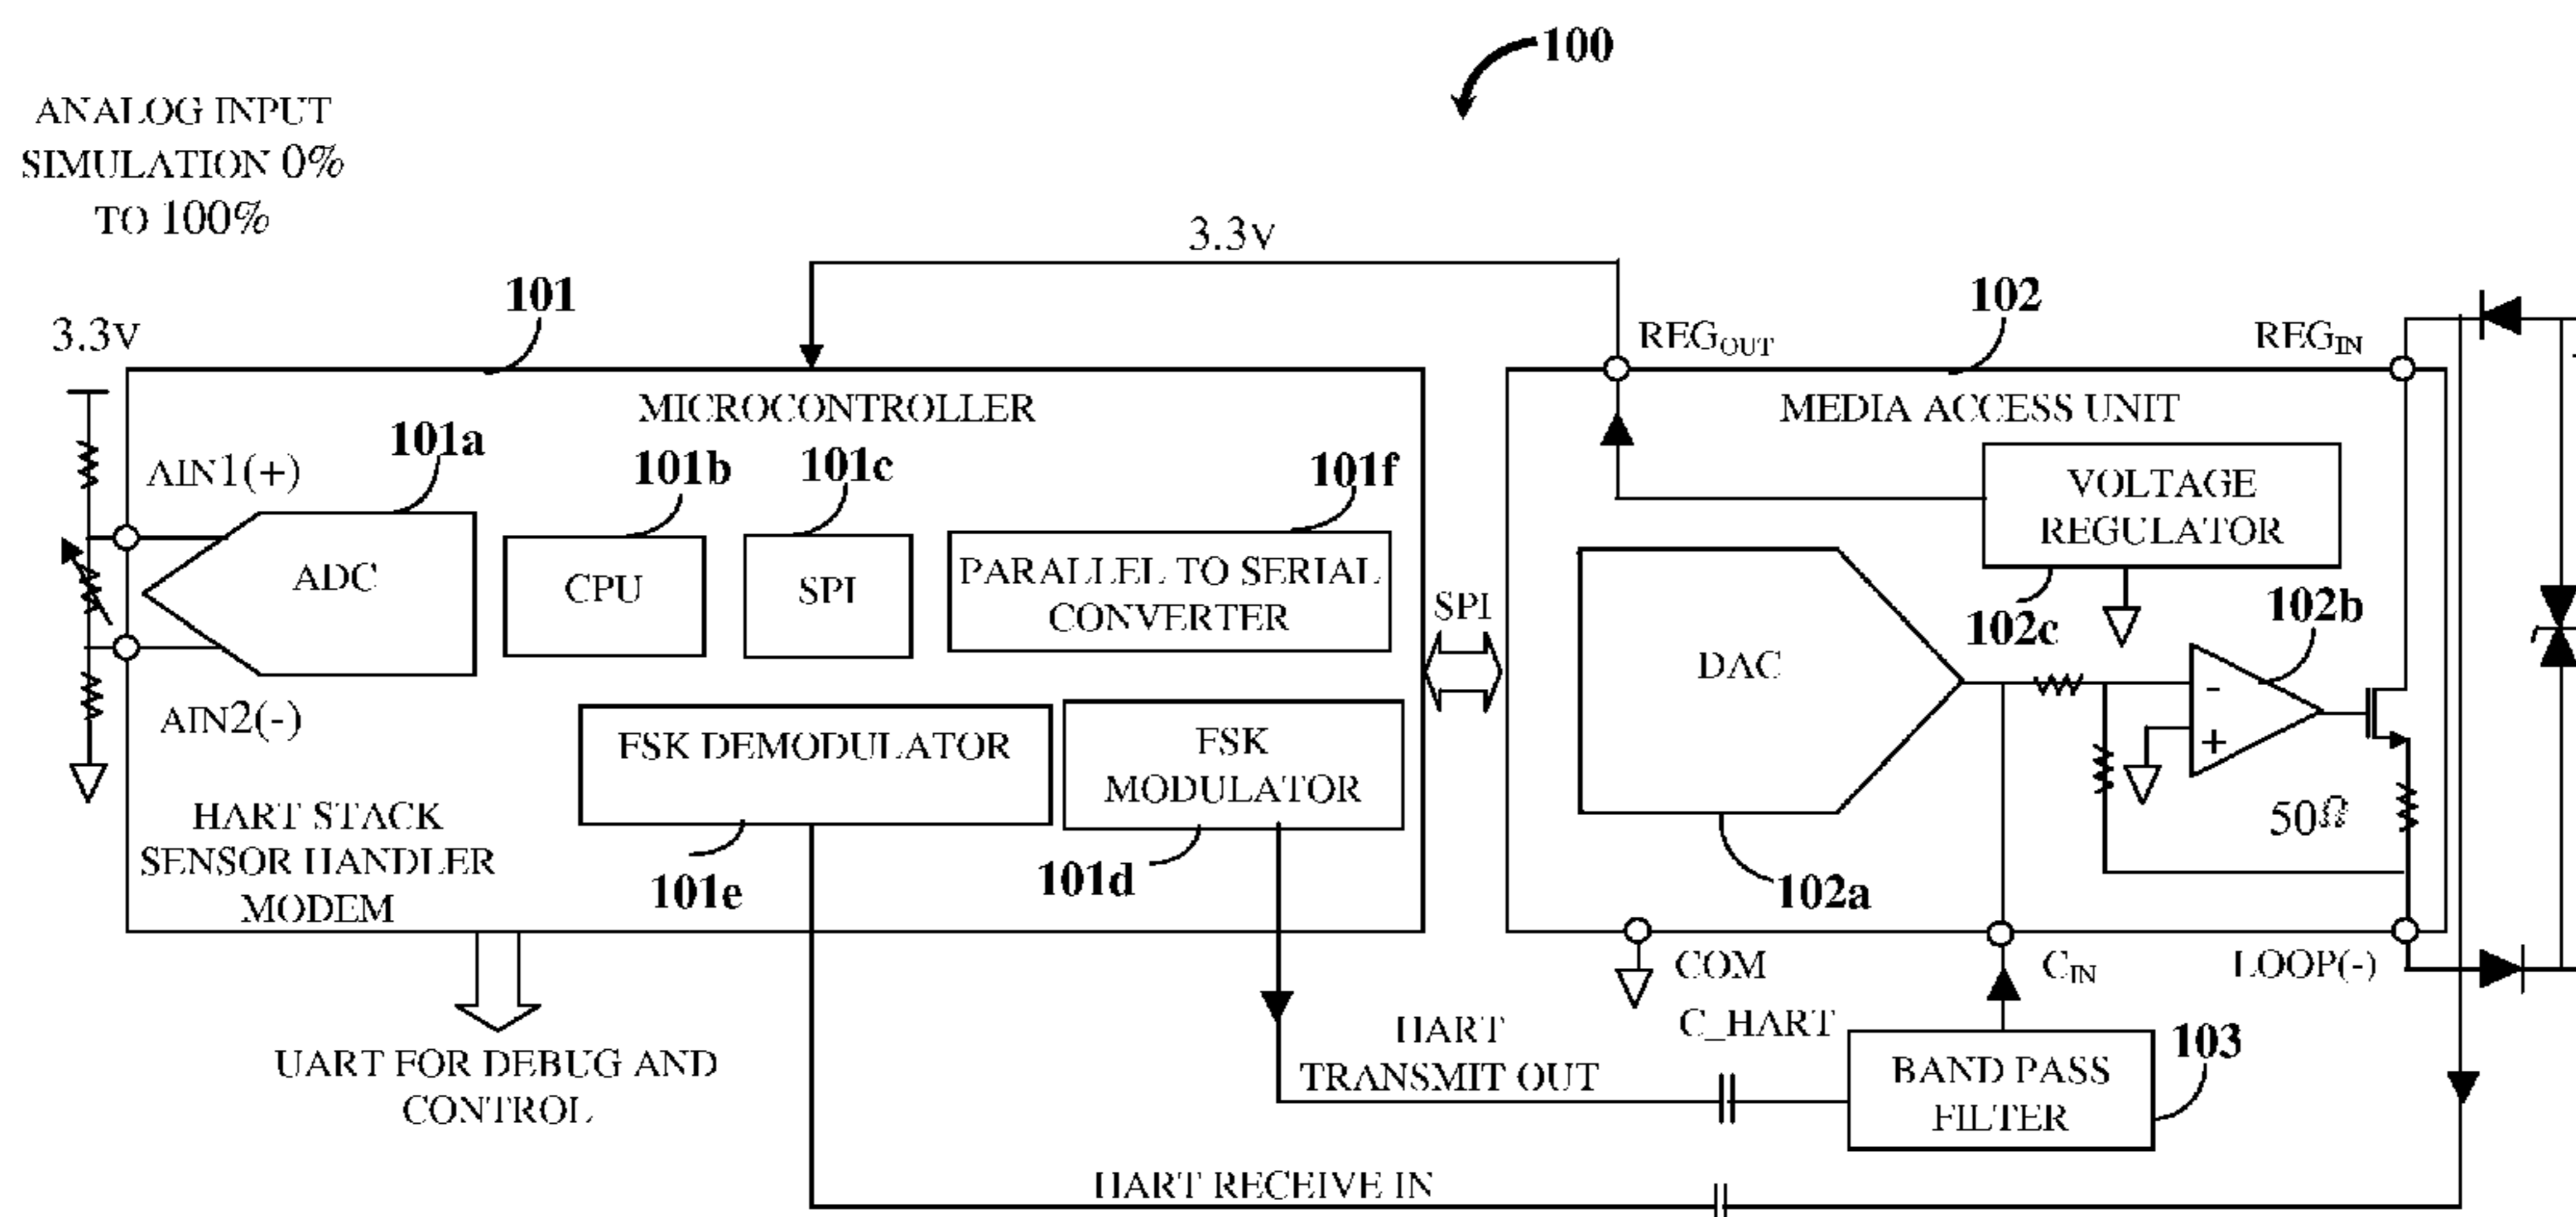 100
ANALOG INPUT
SIMULATION 0%
TO 100%
3.3V
101
102
3.3V
REG_OUT
REG_IN
MICROCONTROLLER
MEDIA ACCESS UNIT
AIN1(+)
101a
101b
101c
101f
VOLTAGE
REGULATOR
ADC
CPU
SPI
PARALLEL TO SERIAL
CONVERTER
SPI
102c
102b
DAC
-
+
AIN2(-)
FSK DEMODULATOR
FSK
MODULATOR
50Ω
HART STACK
SENSOR HANDLER
MODEM
101e
101d
102a
COM
C_IN
LOOP(-)
UART FOR DEBUG AND
CONTROL
HART
TRANSMIT OUT
C_HART
BAND PASS
FILTER
103
HART RECEIVE IN